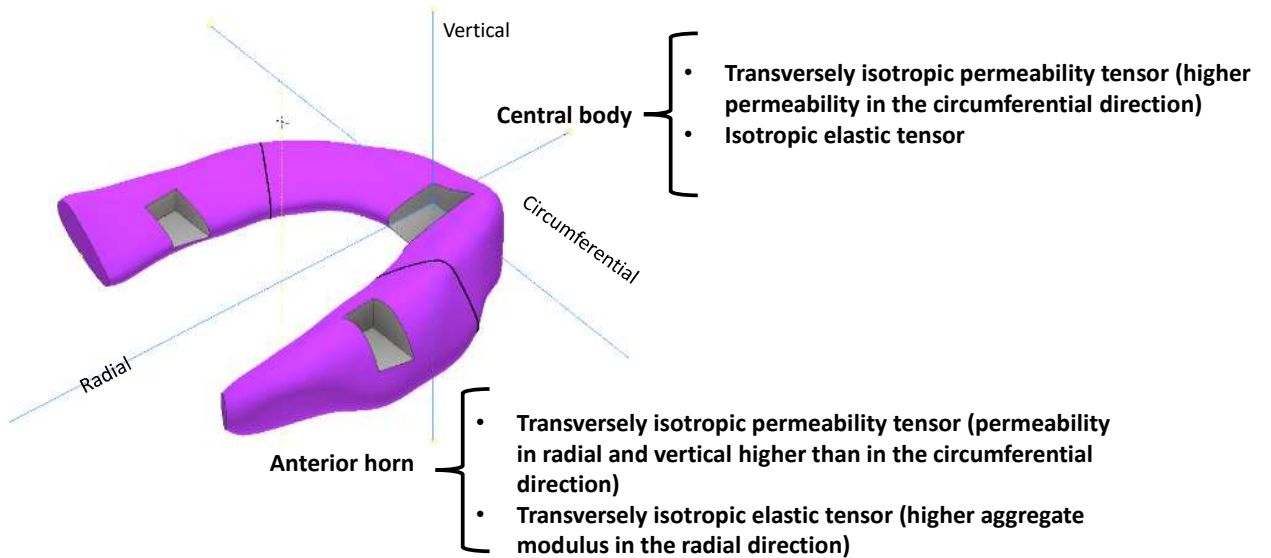 Vertical
Central body
• Transversely isotropic permeability tensor (higher
permeability in the circumferential direction)
• Isotropic elastic tensor
Circumferential
Radial
Anterior horn
• Transversely isotropic permeability tensor (permeability
in radial and vertical higher than in the circumferential
direction)
• Transversely isotropic elastic tensor (higher aggregate
modulus in the radial direction)